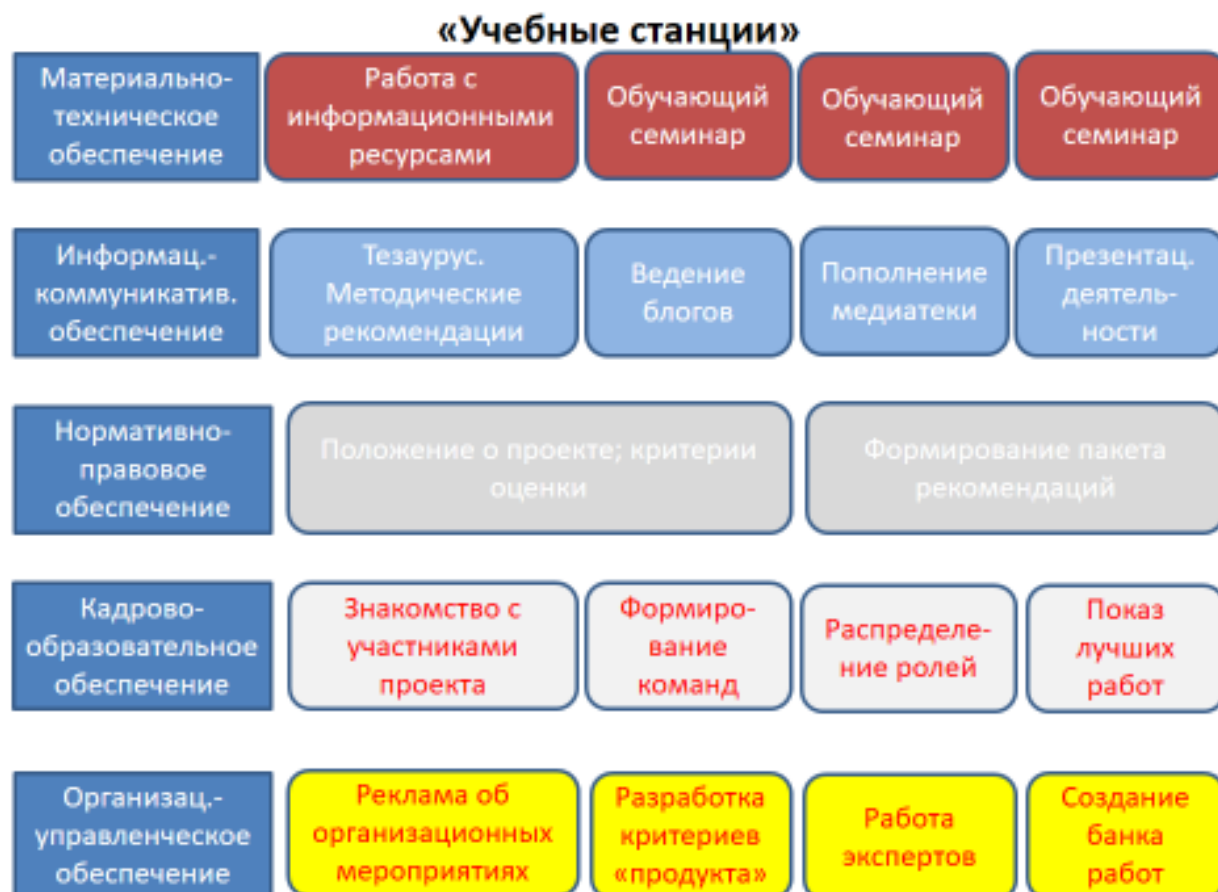 «Учебные станции»
Материально-
техническое
обеспечение
Работа с
информационными
ресурсами
Обучающий
семинар
Обучающий
семинар
Обучающий
семинар
Информац.-
коммуникатив.
обеспечение
Тезаурус.
Методические
рекомендации
Ведение
блогов
Пополнение
медиатеки
Презентац.
деятель-
ности
Нормативно-
правовое
обеспечение
Положение о проекте; критерии
оценки
Формирование пакета
рекомендаций
Кадрово-
образовательное
обеспечение
Знакомство с
участниками
проекта
Формиро-
вание
команд
Распределе-
ние ролей
Показ
лучших
работ
Организац.-
управленческое
обеспечение
Реклама об
организационных
мероприятиях
Разработка
критериев
«продукта»
Работа
экспертов
Создание
банка
работ